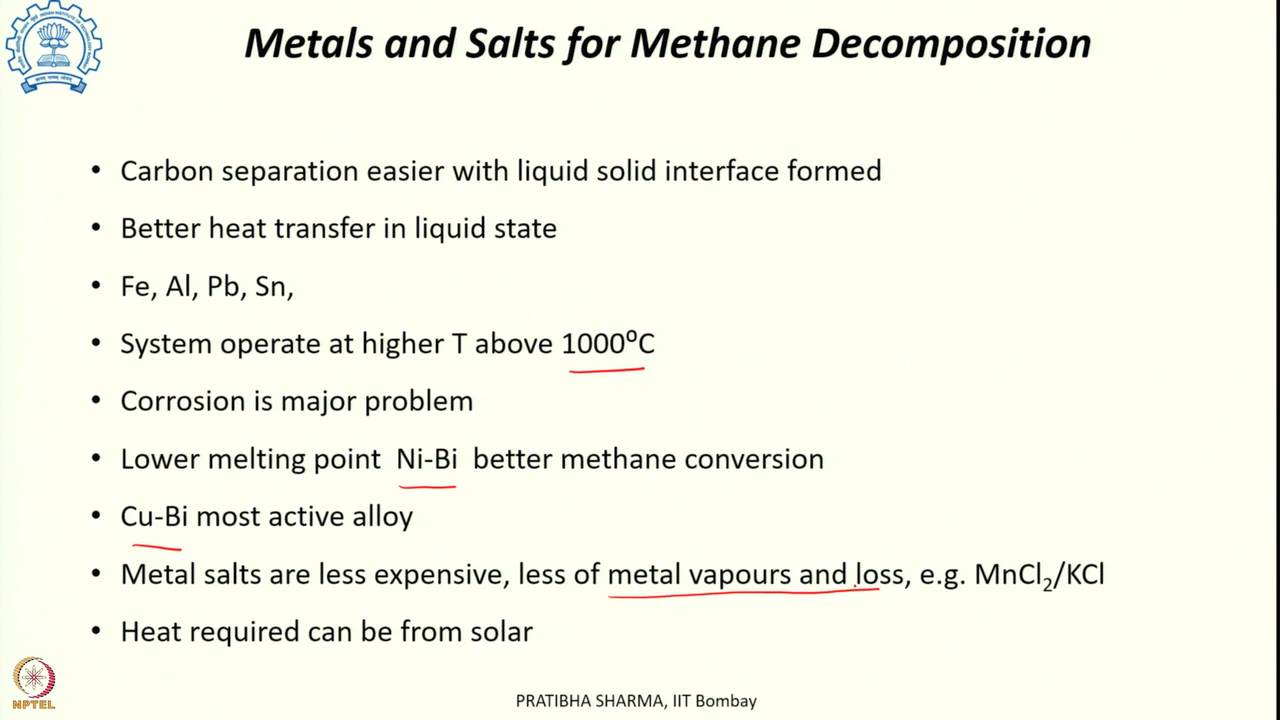 Metals and Salts for Methane Decomposition
• Carbon separation easier with liquid solid interface formed
• Better heat transfer in liquid state
• Fe, Al, Pb, Sn,
• System operate at higher T above 1000⁰C
• Corrosion is major problem
• Lower melting point Ni-Bi better methane conversion
• Cu-Bi most active alloy
• Metal salts are less expensive, less of metal vapours and loss, e.g. MnCl₂/KCl
• Heat required can be from solar
NPTEL
PRATIBHA SHARMA, IIT Bombay